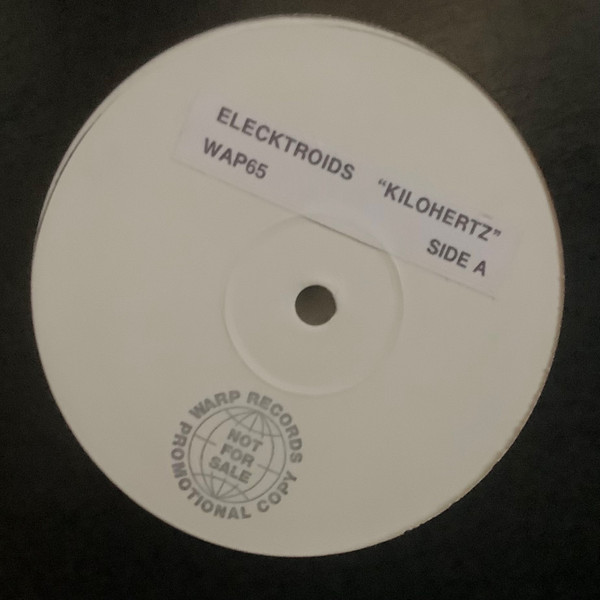 ELECKTROIDS "KILOHERTZ"
WAP65
SIDE A
WARP RECORDS
NOT
FOR
SALE
PROMOTIONAL COPY